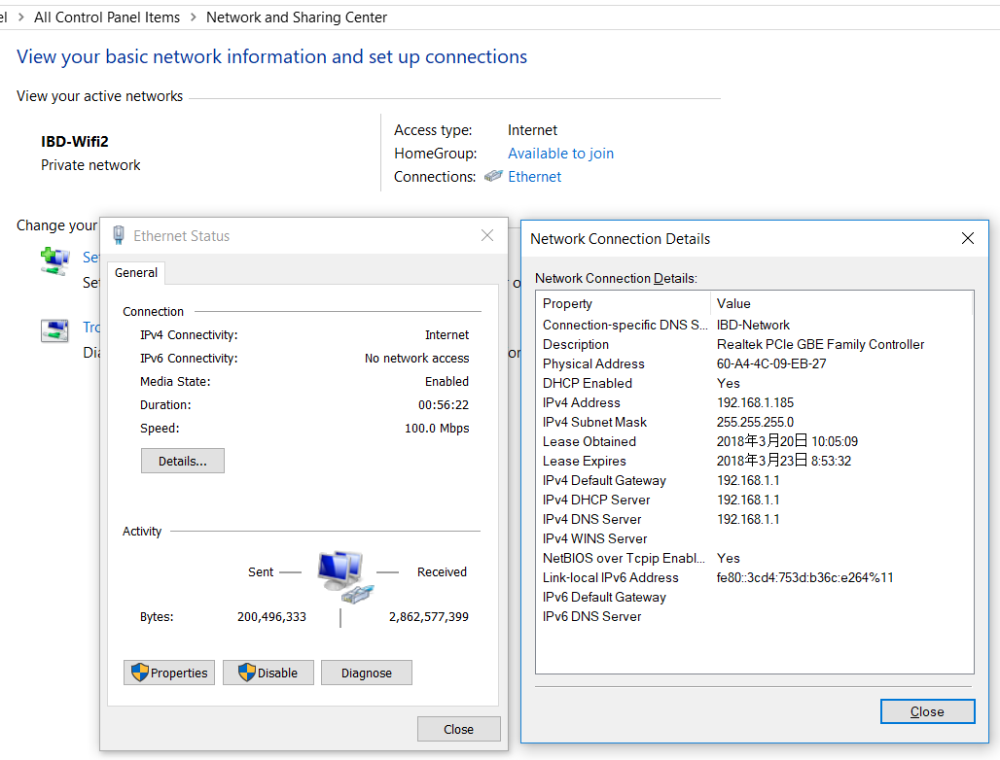 el > All Control Panel Items > Network and Sharing Center
View your basic network information and set up connections
View your active networks
IBD-Wifi2
Private network
Access type: Internet
HomeGroup: Available to join
Connections: Ethernet
Change your
Ethernet Status
General
Connection
IPv4 Connectivity: Internet
IPv6 Connectivity: No network access
Media State: Enabled
Duration: 00:56:22
Speed: 100.0 Mbps
Details...
Activity
Sent Received
Bytes: 200,496,333 2,862,577,399
Properties Disable Diagnose
Close
Network Connection Details
Network Connection Details:
Property Value
Connection-specific DNS S... IBD-Network
Description Realtek PCIe GBE Family Controller
Physical Address 60-A4-4C-09-EB-27
DHCP Enabled Yes
IPv4 Address 192.168.1.185
IPv4 Subnet Mask 255.255.255.0
Lease Obtained 2018年3月20日 10:05:09
Lease Expires 2018年3月23日 8:53:32
IPv4 Default Gateway 192.168.1.1
IPv4 DHCP Server 192.168.1.1
IPv4 DNS Server 192.168.1.1
IPv4 WINS Server
NetBIOS over Tcpip Enabl... Yes
Link-local IPv6 Address fe80::3cd4:753d:b36c:e264%11
IPv6 Default Gateway
IPv6 DNS Server
Close